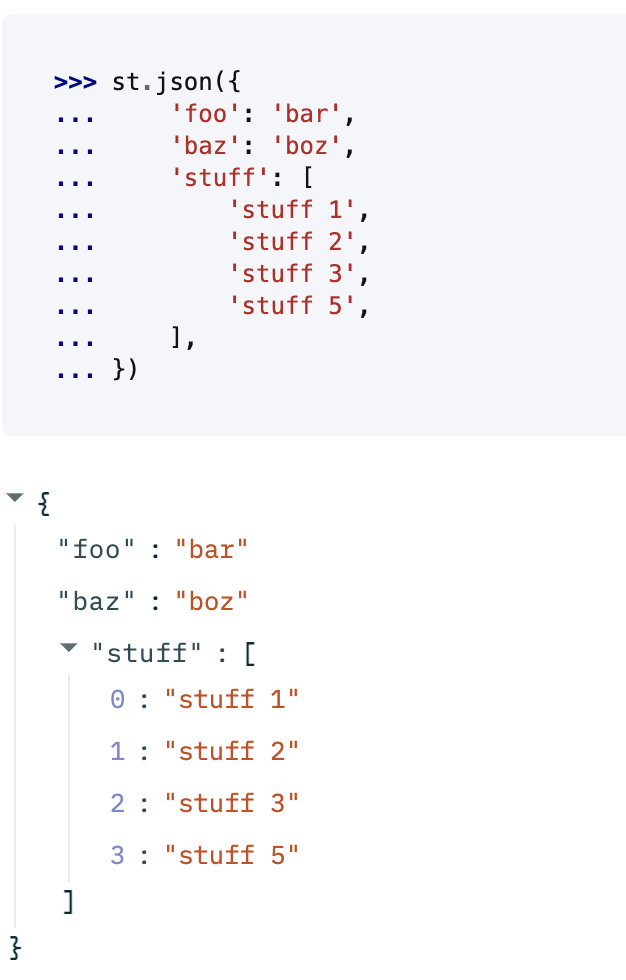 >>> st.json({
...     'foo': 'bar',
...     'baz': 'boz',
...     'stuff': [
...         'stuff 1',
...         'stuff 2',
...         'stuff 3',
...         'stuff 5',
...     ],
... })
{
"foo" : "bar"
"baz" : "boz"
"stuff" : [
0 : "stuff 1"
1 : "stuff 2"
2 : "stuff 3"
3 : "stuff 5"
]
}